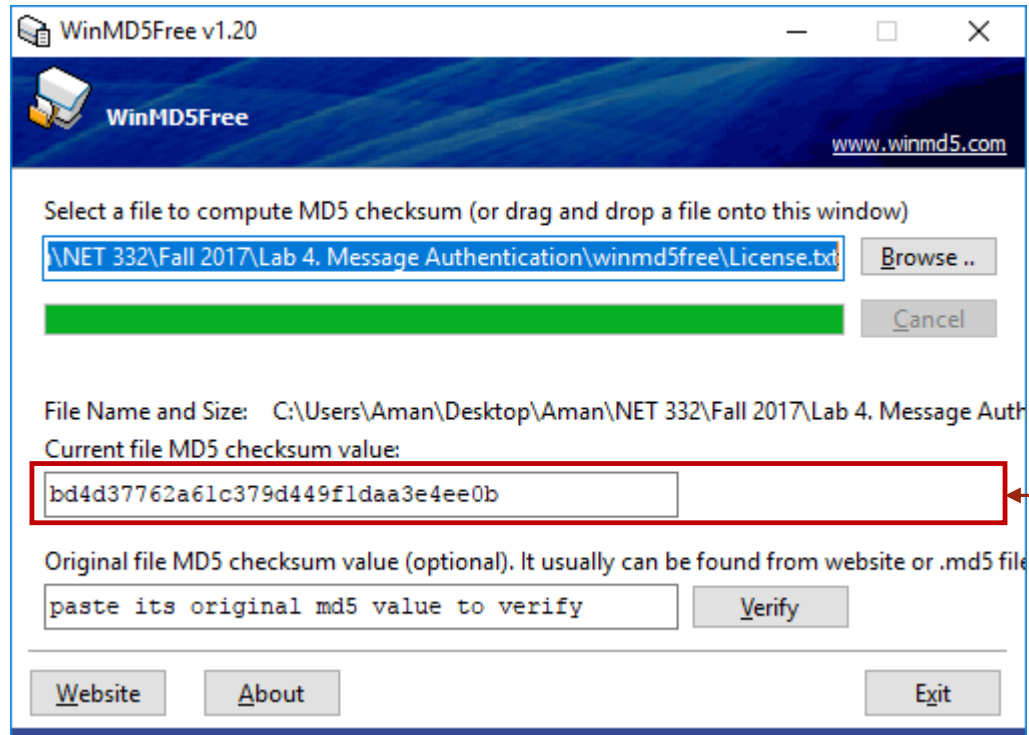 WinMD5Free v1.20
WinMD5Free
www.winmd5.com
Select a file to compute MD5 checksum (or drag and drop a file onto this window)
\NET 332\Fall 2017\Lab 4. Message Authentication\winmd5free\License.txt
Browse ..
Cancel
File Name and Size: C:\Users\Aman\Desktop\Aman\NET 332\Fall 2017\Lab 4. Message Auth
Current file MD5 checksum value:
bd4d37762a61c379d449f1daa3e4ee0b
Original file MD5 checksum value (optional). It usually can be found from website or .md5 file
paste its original md5 value to verify
Verify
Website
About
Exit